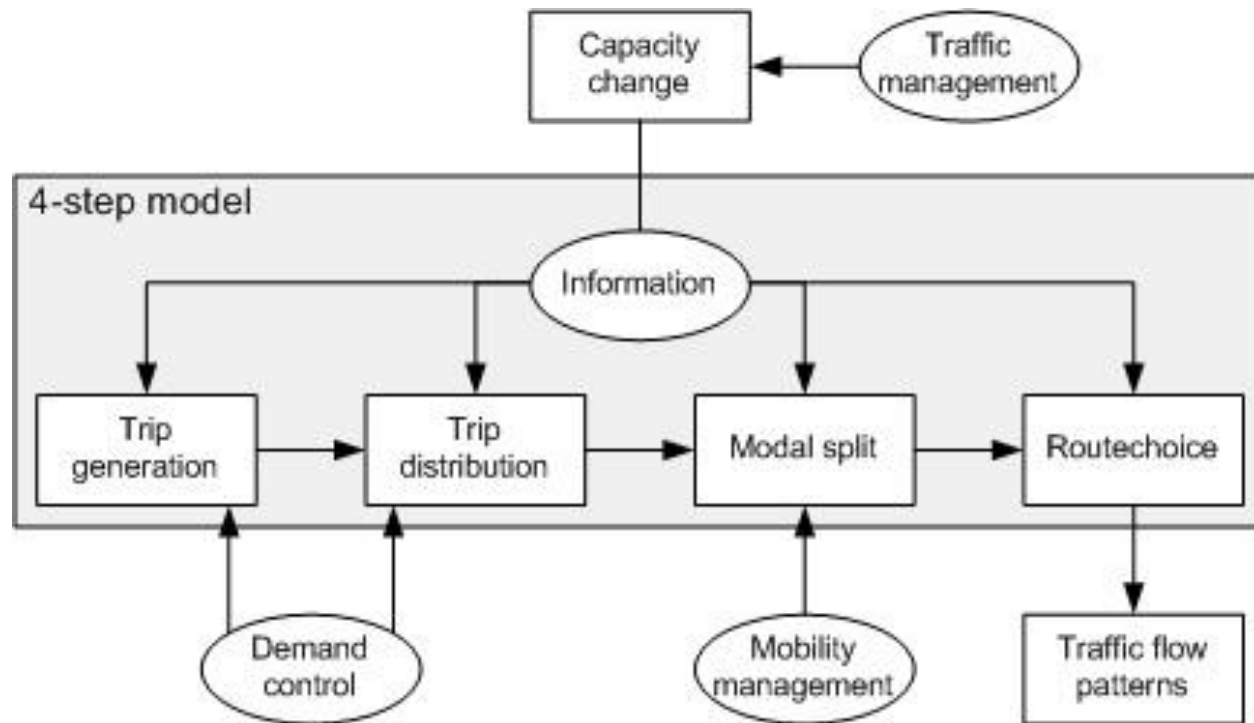 Capacity
change
Traffic
management
4-step model
Information
Trip
generation
Trip
distribution
Modal split
Routechoice
Demand
control
Mobility
management
Traffic flow
patterns